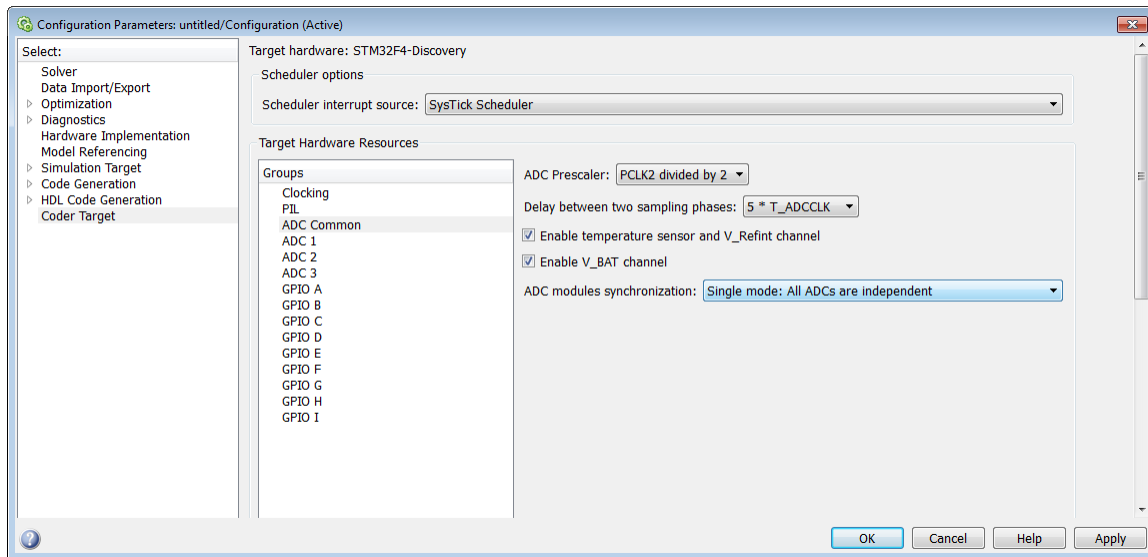 Configuration Parameters: untitled/Configuration (Active)
Select:
Solver
Data Import/Export
Optimization
Diagnostics
Hardware Implementation
Model Referencing
Simulation Target
Code Generation
HDL Code Generation
Coder Target
Target hardware: STM32F4-Discovery
Scheduler options
Scheduler interrupt source: SysTick Scheduler
Target Hardware Resources
Groups
Clocking
PIL
ADC Common
ADC 1
ADC 2
ADC 3
GPIO A
GPIO B
GPIO C
GPIO D
GPIO E
GPIO F
GPIO G
GPIO H
GPIO I
ADC Prescaler: PCLK2 divided by 2
Delay between two sampling phases: 5 * T_ADCCLK
Enable temperature sensor and V_Refint channel
Enable V_BAT channel
ADC modules synchronization: Single mode: All ADCs are independent
?
OK Cancel Help Apply